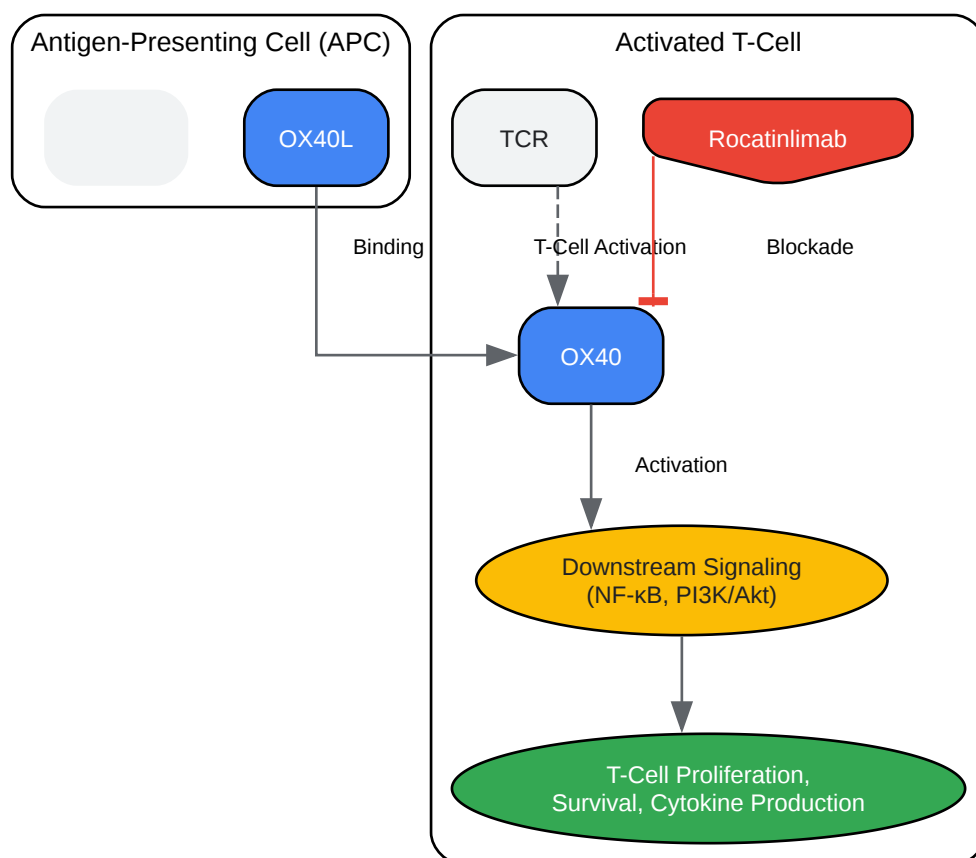 Antigen-Presenting Cell (APC)
Activated T-Cell
OX40L
TCR
Rocatinlimab
Binding
T-Cell Activation
Blockade
OX40
Activation
Downstream Signaling
(NF-κB, PI3K/Akt)
T-Cell Proliferation,
Survival, Cytokine Production